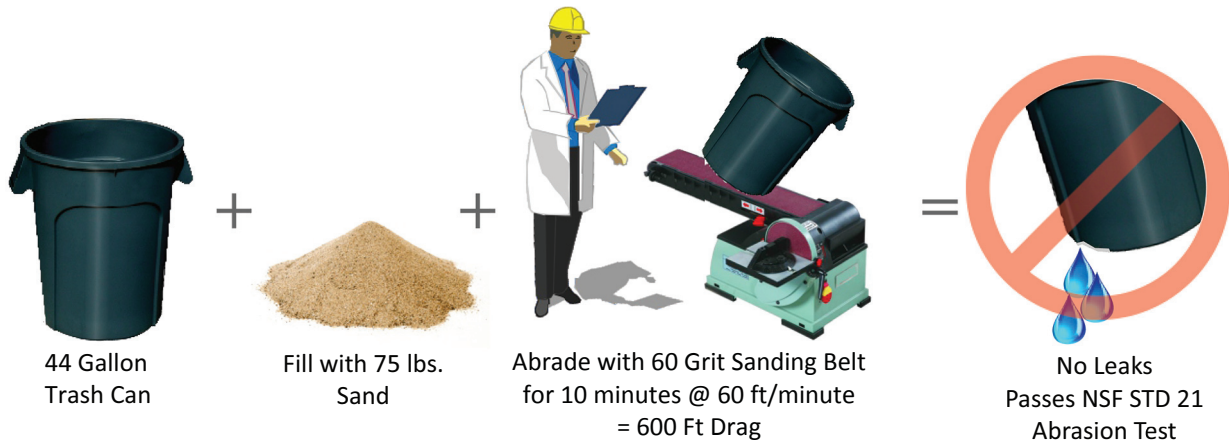 +
+
=
44 Gallon
Trash Can
Fill with 75 lbs.
Sand
Abrade with 60 Grit Sanding Belt
for 10 minutes @ 60 ft/minute
= 600 Ft Drag
No Leaks
Passes NSF STD 21
Abrasion Test